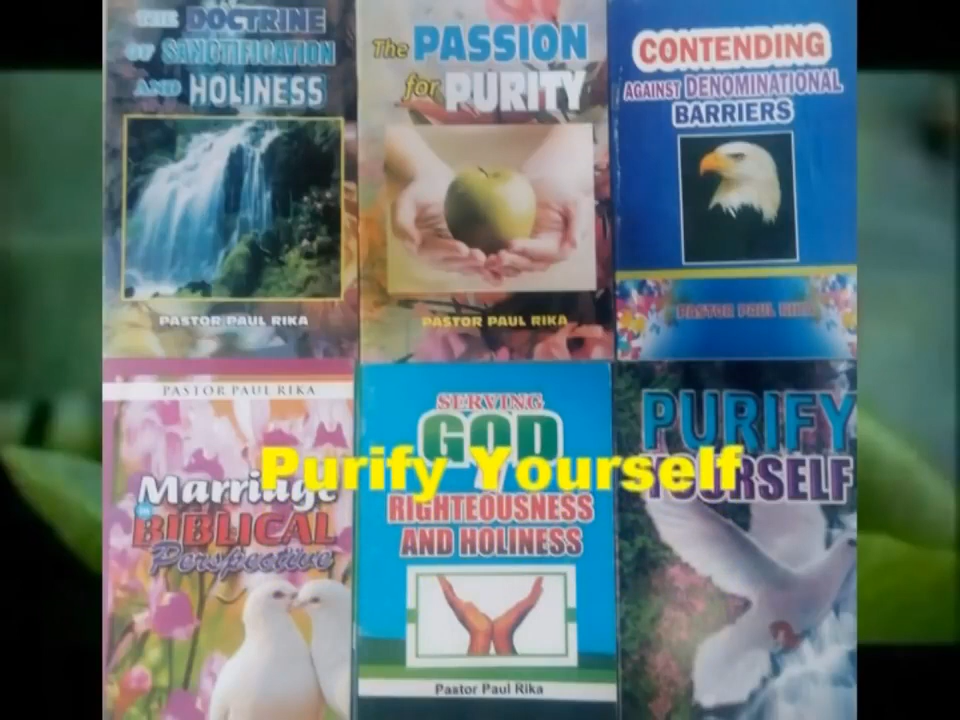 THE DOCTRINE
OF SANCTIFICATION
AND HOLINESS
PASTOR PAUL RIKA
The PASSION
for PURITY
PASTOR PAUL RIKA
CONTENDING
AGAINST DENOMINATIONAL
BARRIERS
PASTOR PAUL RIKA
PASTOR PAUL RIKA
Marriage
in
BIBLICAL
Perspective
SERVING
GOD
RIGHTEOUSNESS
AND HOLINESS
Pastor Paul Rika
PURIFY
YOURSELF
Purify Yourself